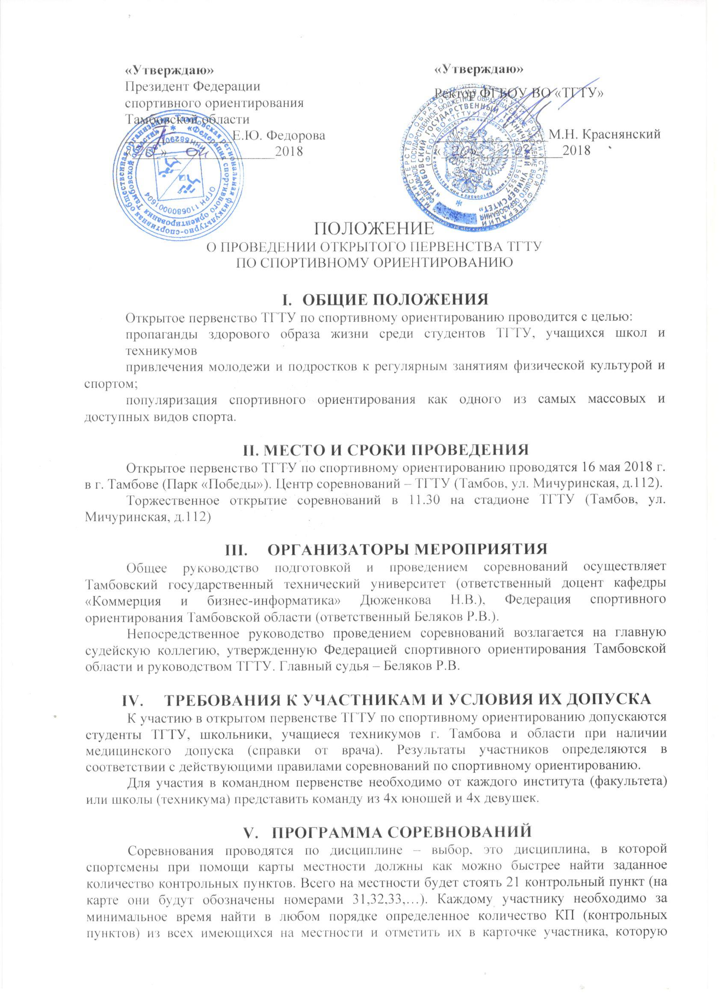 «Утверждаю»
Президент Федерации
спортивного ориентирования
Тамбовской области
Е.Ю. Федорова
« » 2018
«Утверждаю»
Ректор ФГБОУ ВО «ТГТУ»
М.Н. Краснянский
« » 2018
ПОЛОЖЕНИЕ
О ПРОВЕДЕНИИ ОТКРЫТОГО ПЕРВЕНСТВА ТГТУ
ПО СПОРТИВНОМУ ОРИЕНТИРОВАНИЮ
I. ОБЩИЕ ПОЛОЖЕНИЯ
Открытое первенство ТГТУ по спортивному ориентированию проводится с целью:
пропаганды здорового образа жизни среди студентов ТГТУ, учащихся школ и
техникумов
привлечения молодежи и подростков к регулярным занятиям физической культурой и
спортом;
популяризация спортивного ориентирования как одного из самых массовых и
доступных видов спорта.
II. МЕСТО И СРОКИ ПРОВЕДЕНИЯ
Открытое первенство ТГТУ по спортивному ориентированию проводятся 16 мая 2018 г.
в г. Тамбове (Парк «Победы»). Центр соревнований – ТГТУ (Тамбов, ул. Мичуринская, д.112).
Торжественное открытие соревнований в 11.30 на стадионе ТГТУ (Тамбов, ул.
Мичуринская, д.112)
III. ОРГАНИЗАТОРЫ МЕРОПРИЯТИЯ
Общее руководство подготовкой и проведением соревнований осуществляет
Тамбовский государственный технический университет (ответственный доцент кафедры
«Коммерция и бизнес-информатика» Дюженкова Н.В.), Федерация спортивного
ориентирования Тамбовской области (ответственный Беляков Р.В.).
Непосредственное руководство проведением соревнований возлагается на главную
судейскую коллегию, утвержденную Федерацией спортивного ориентирования Тамбовской
области и руководством ТГТУ. Главный судья – Беляков Р.В.
IV. ТРЕБОВАНИЯ К УЧАСТНИКАМ И УСЛОВИЯ ИХ ДОПУСКА
К участию в открытом первенстве ТГТУ по спортивному ориентированию допускаются
студенты ТГТУ, школьники, учащиеся техникумов г. Тамбова и области при наличии
медицинского допуска (справки от врача). Результаты участников определяются в
соответствии с действующими правилами соревнований по спортивному ориентированию.
Для участия в командном первенстве необходимо от каждого института (факультета)
или школы (техникума) представить команду из 4х юношей и 4х девушек.
V. ПРОГРАММА СОРЕВНОВАНИЙ
Соревнования проводятся по дисциплине – выбор, это дисциплина, в которой
спортсмены при помощи карты местности должны как можно быстрее найти заданное
количество контрольных пунктов. Всего на местности будет стоять 21 контрольный пункт (на
карте они будут обозначены номерами 31,32,33,…). Каждому участнику необходимо за
минимальное время найти в любом порядке определенное количество КП (контрольных
пунктов) из всех имеющихся на местности и отметить их в карточке участника, которую